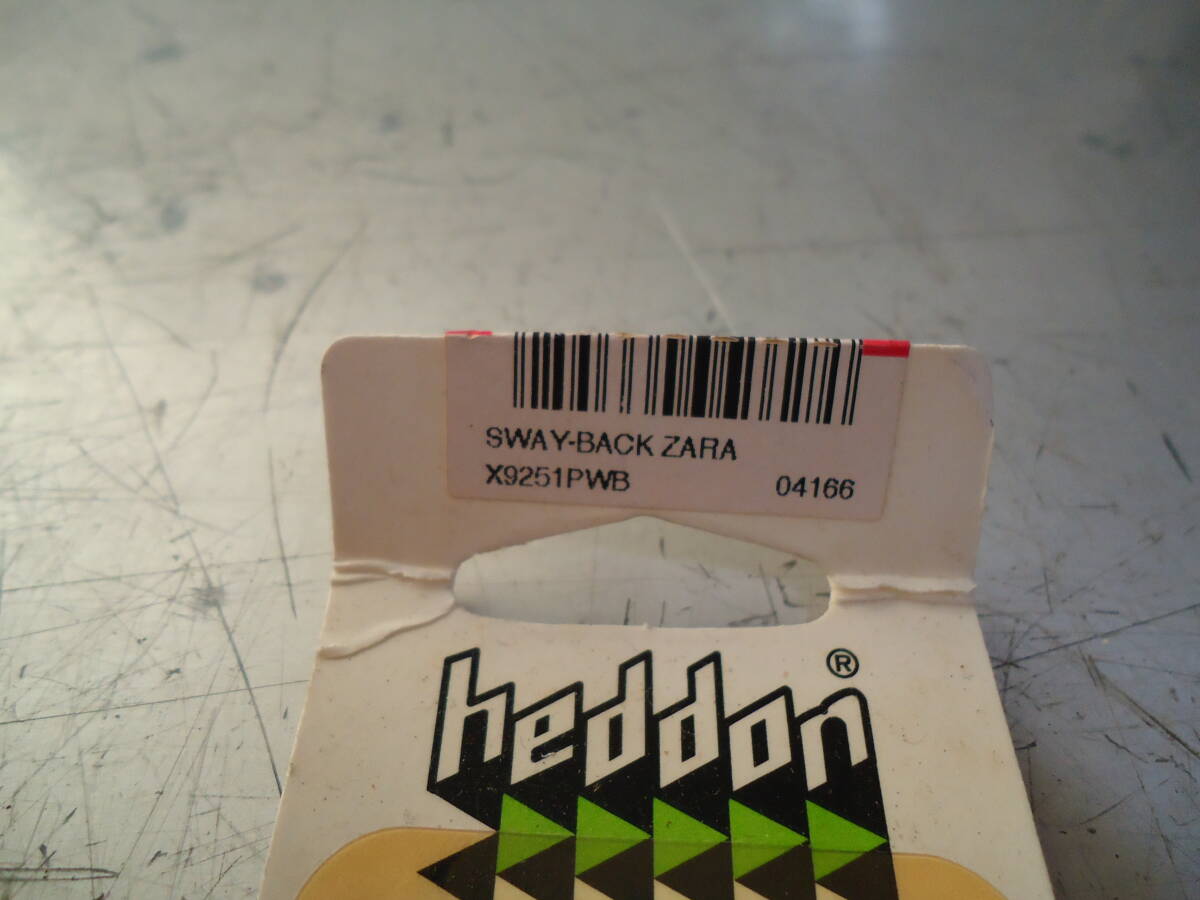 SWAY-BACK ZARA
X9251PWB 04166
heddon®